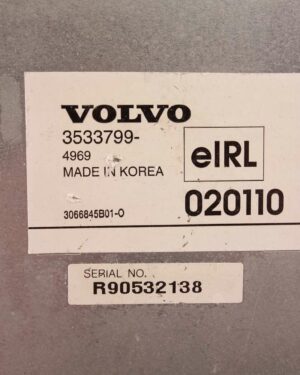 VOLVO
3533799-
4969
MADE IN KOREA
eIRL
3066845B01-O
020110
SERIAL NO.
R90532138